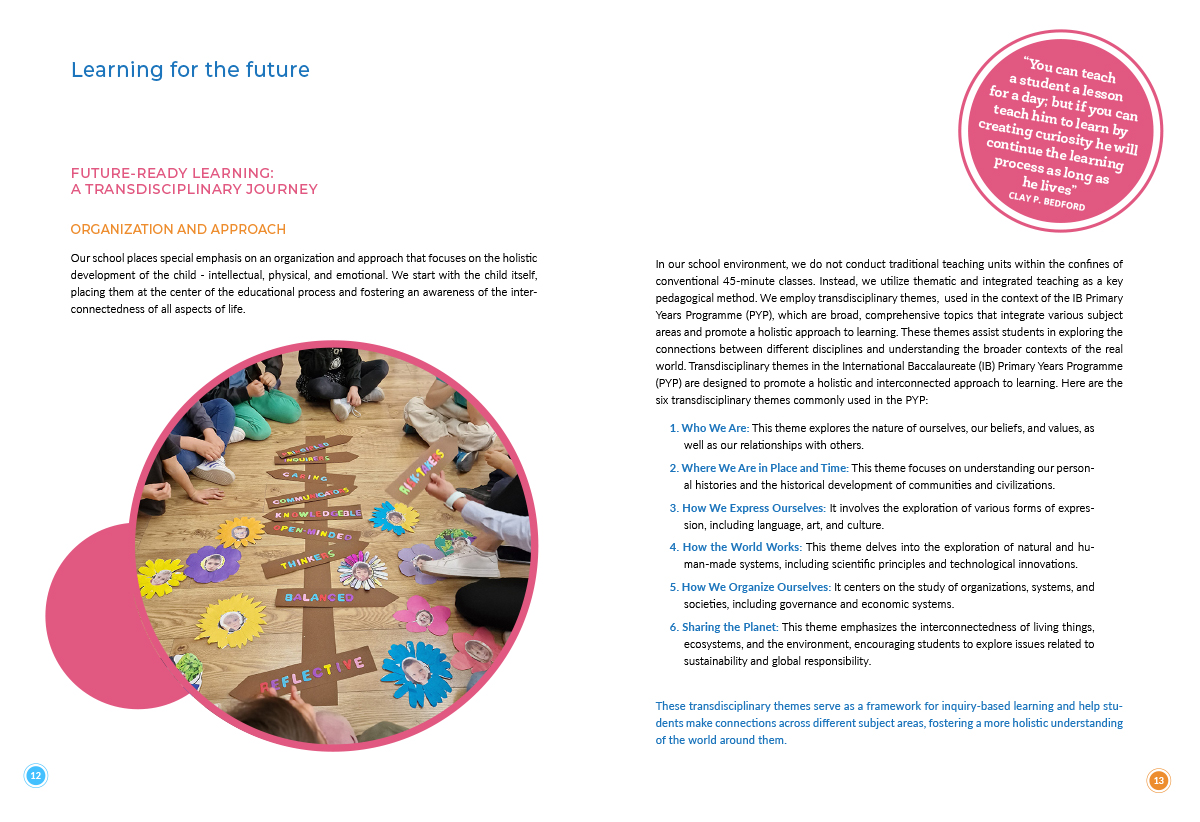 Learning for the future
FUTURE-READY LEARNING:
A TRANSDISCIPLINARY JOURNEY
ORGANIZATION AND APPROACH
Our school places special emphasis on an organization and approach that focuses on the holistic
development of the child - intellectual, physical, and emotional. We start with the child itself,
placing them at the center of the educational process and fostering an awareness of the inter-
connectedness of all aspects of life.
INQUIRERS
CARING
COMMUNICATORS
RISK-TAKERS
KNOWLEDGEBLE
OPEN-MINDED
THINKERS
BALANCED
REFLECTIVE
12
“You can teach
a student a lesson
for a day; but if you can
teach him to learn by
creating curiosity he will
continue the learning
process as long as
he lives”
CLAY P. BEDFORD
In our school environment, we do not conduct traditional teaching units within the confines of
conventional 45-minute classes. Instead, we utilize thematic and integrated teaching as a key
pedagogical method. We employ transdisciplinary themes,  used in the context of the IB Primary
Years Programme (PYP), which are broad, comprehensive topics that integrate various subject
areas and promote a holistic approach to learning. These themes assist students in exploring the
connections between different disciplines and understanding the broader contexts of the real
world. Transdisciplinary themes in the International Baccalaureate (IB) Primary Years Programme
(PYP) are designed to promote a holistic and interconnected approach to learning. Here are the
six transdisciplinary themes commonly used in the PYP:
1. Who We Are: This theme explores the nature of ourselves, our beliefs, and values, as
well as our relationships with others.
2. Where We Are in Place and Time: This theme focuses on understanding our person-
al histories and the historical development of communities and civilizations.
3. How We Express Ourselves: It involves the exploration of various forms of expres-
sion, including language, art, and culture.
4. How the World Works: This theme delves into the exploration of natural and hu-
man-made systems, including scientific principles and technological innovations.
5. How We Organize Ourselves: It centers on the study of organizations, systems, and
societies, including governance and economic systems.
6. Sharing the Planet: This theme emphasizes the interconnectedness of living things,
ecosystems, and the environment, encouraging students to explore issues related to
sustainability and global responsibility.
These transdisciplinary themes serve as a framework for inquiry-based learning and help stu-
dents make connections across different subject areas, fostering a more holistic understanding
of the world around them.
13